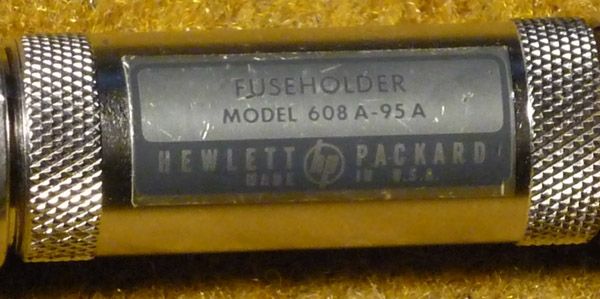 FUSEHOLDER
MODEL 608 A-95 A
HEWLETT hp PACKARD
MADE IN U.S.A.